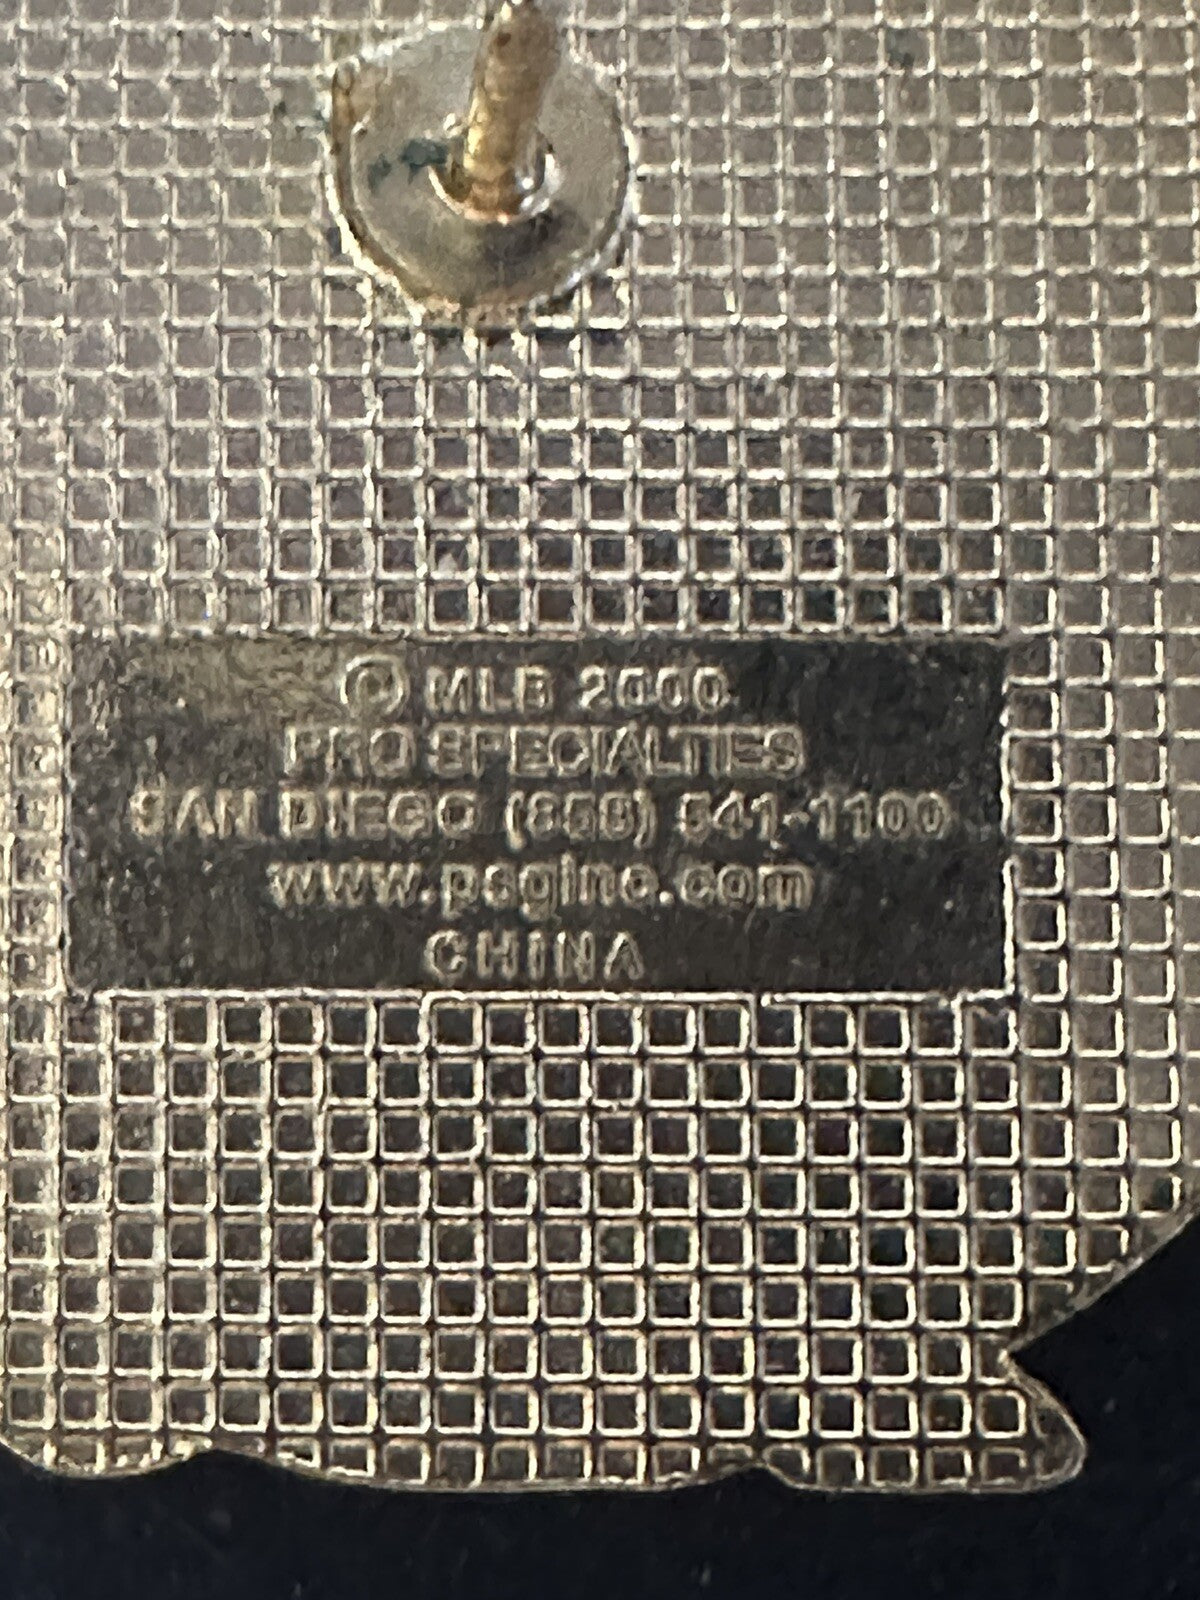 © MLB 2000
PRO SPECIALTIES
SAN DIEGO (858) 541-1100
www.psginc.com
CHINA